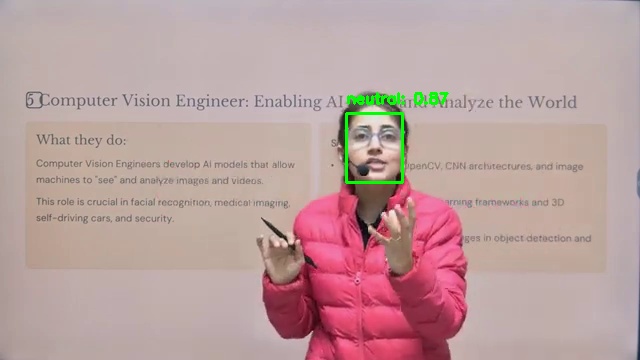 5 Computer Vision Engineer: Enabling AI and Analyze the World
neutral: 0.87
What they do:
Computer Vision Engineers develop AI models that allow
machines to "see" and analyze images and videos.
This role is crucial in facial recognition, medical imaging,
self-driving cars, and security.
OpenCV, CNN architectures, and image
frameworks and 3D
in object detection and